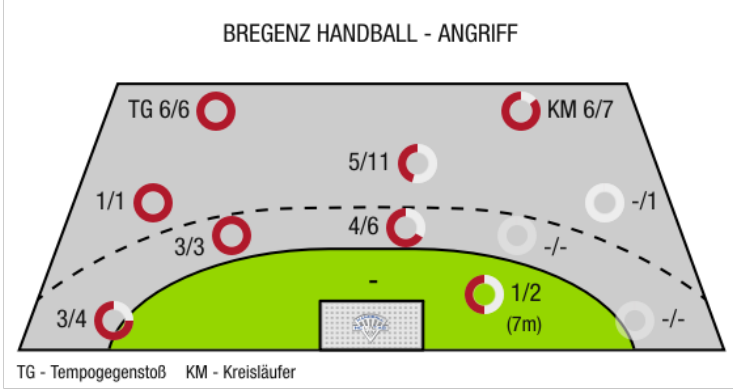 BREGENZ HANDBALL - ANGRIFF
TG 6/6
KM 6/7
5/11
1/1
-/1
4/6
3/3
-/-
-
1/2
(7m)
3/4
-/-
TG - Tempogegenstoß KM - Kreisläufer